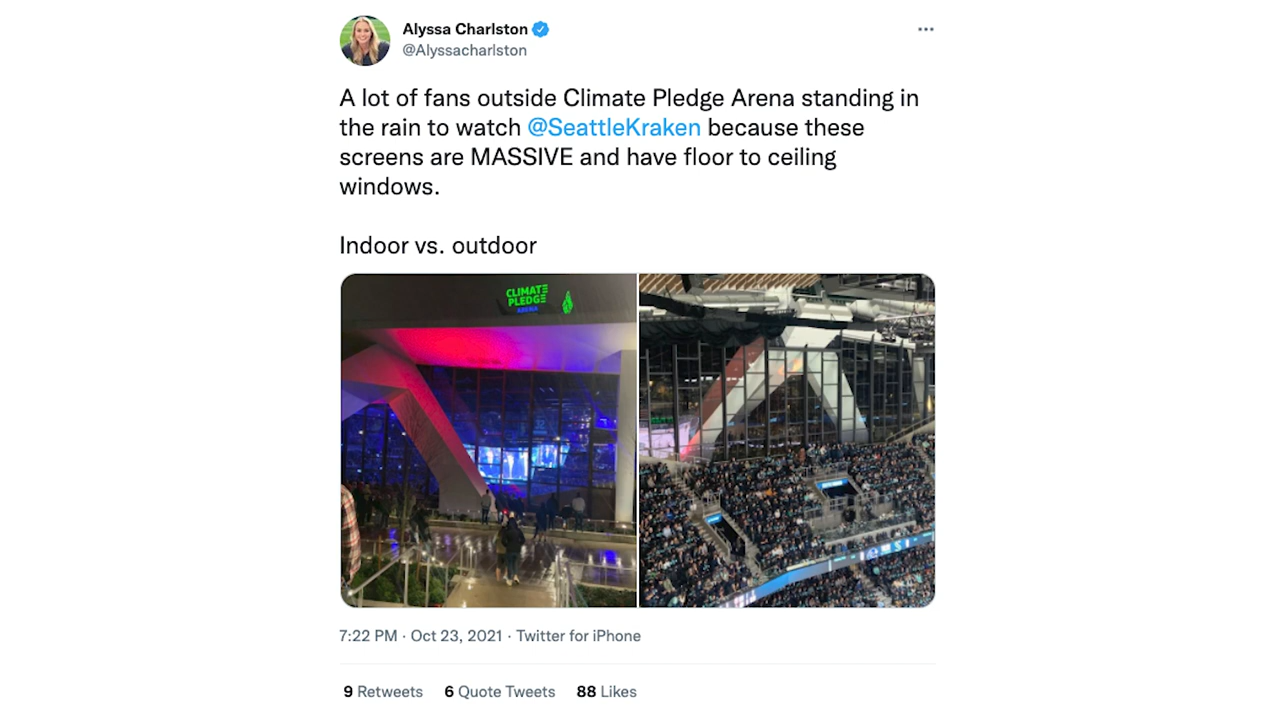 Alyssa Charlston
@Alyssacharlston
A lot of fans outside Climate Pledge Arena standing in
the rain to watch @SeattleKraken because these
screens are MASSIVE and have floor to ceiling
windows.
Indoor vs. outdoor
CLIMATE
PLEDGE
ARENA
7:22 PM · Oct 23, 2021 · Twitter for iPhone
9 Retweets 6 Quote Tweets 88 Likes